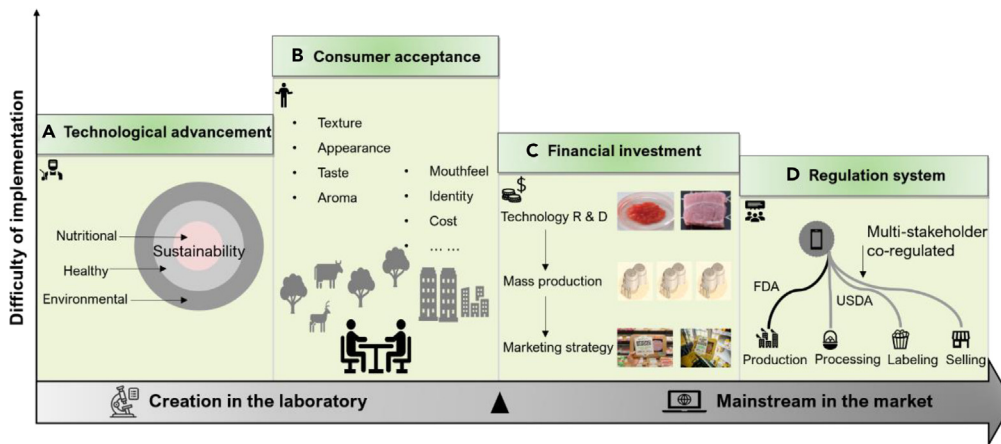 Difficulty of implementation
A Technological advancement
Nutritional
Sustainability
Healthy
Environmental
B Consumer acceptance
• Texture
• Appearance
• Taste
• Aroma
• Mouthfeel
• Identity
• Cost
• ... ...
C Financial investment
$
Technology R & D
Mass production
Marketing strategy
D Regulation system
Multi-stakeholder
co-regulated
FDA
USDA
Production
Processing
Labeling
Selling
Creation in the laboratory
Mainstream in the market